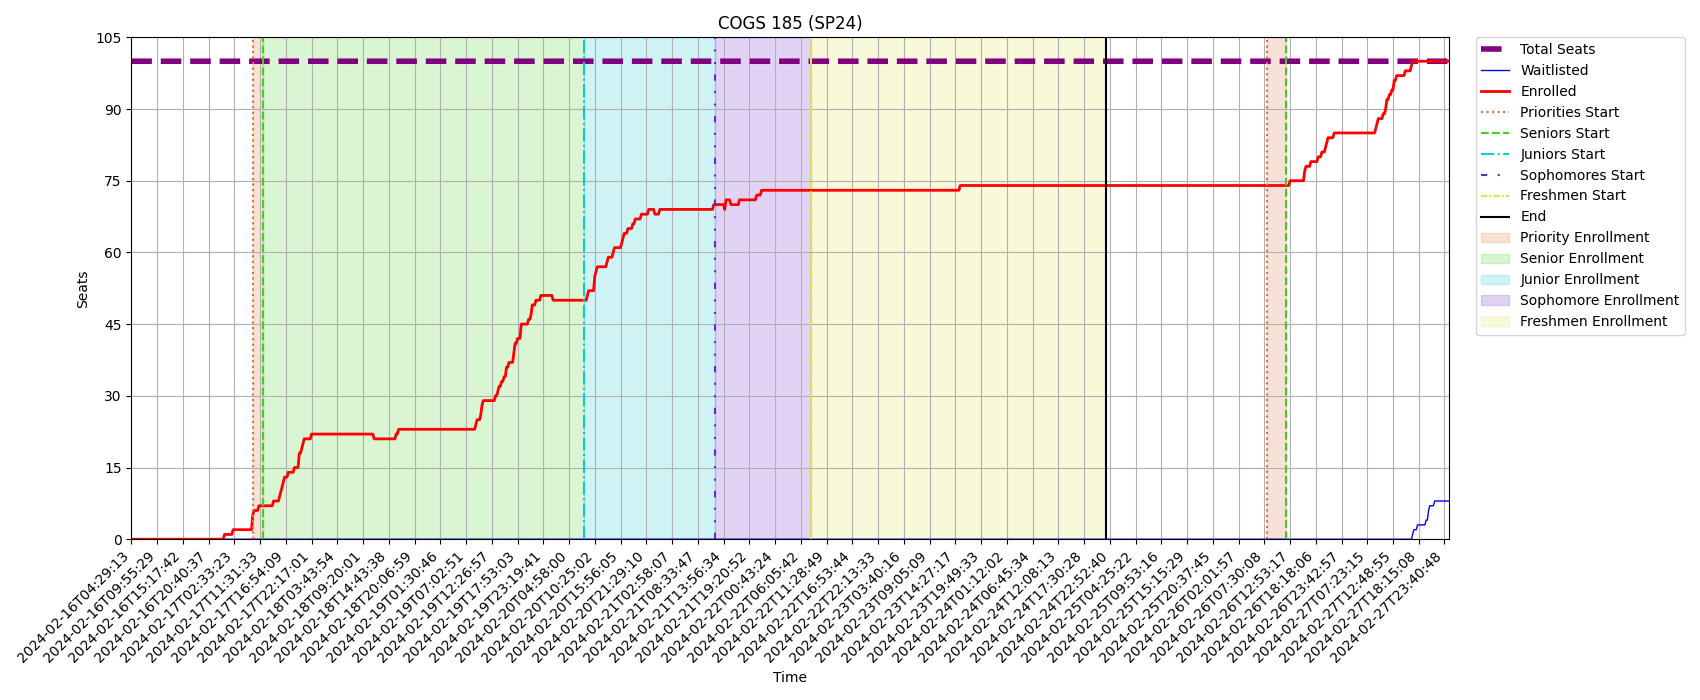 COGS 185 (SP24)
105
90
75
60
45
30
15
0
Seats
2024-02-16T04:29:13
2024-02-16T09:55:29
2024-02-16T15:17:42
2024-02-16T20:40:37
2024-02-17T02:33:23
2024-02-17T11:31:33
2024-02-17T16:54:09
2024-02-17T22:17:01
2024-02-18T03:43:54
2024-02-18T09:20:01
2024-02-18T14:43:38
2024-02-18T20:06:59
2024-02-19T01:30:46
2024-02-19T07:02:51
2024-02-19T12:26:57
2024-02-19T17:53:03
2024-02-19T23:19:41
2024-02-20T04:58:00
2024-02-20T10:25:02
2024-02-20T15:56:05
2024-02-20T21:29:10
2024-02-21T02:58:07
2024-02-21T08:33:47
2024-02-21T13:56:34
2024-02-21T19:20:52
2024-02-22T00:43:24
2024-02-22T06:05:42
2024-02-22T11:28:49
2024-02-22T16:53:44
2024-02-22T22:13:33
2024-02-23T03:40:16
2024-02-23T09:05:09
2024-02-23T14:27:17
2024-02-23T19:49:33
2024-02-24T01:12:02
2024-02-24T06:45:34
2024-02-24T12:08:13
2024-02-24T17:30:28
2024-02-24T22:52:40
2024-02-25T04:25:22
2024-02-25T09:53:16
2024-02-25T15:15:29
2024-02-25T20:37:45
2024-02-26T02:01:57
2024-02-26T07:30:08
2024-02-26T12:53:17
2024-02-26T18:18:06
2024-02-26T23:42:57
2024-02-27T07:23:15
2024-02-27T12:48:55
2024-02-27T18:15:08
2024-02-27T23:40:48
Time
Total Seats
Waitlisted
Enrolled
Priorities Start
Seniors Start
Juniors Start
Sophomores Start
Freshmen Start
End
Priority Enrollment
Senior Enrollment
Junior Enrollment
Sophomore Enrollment
Freshmen Enrollment